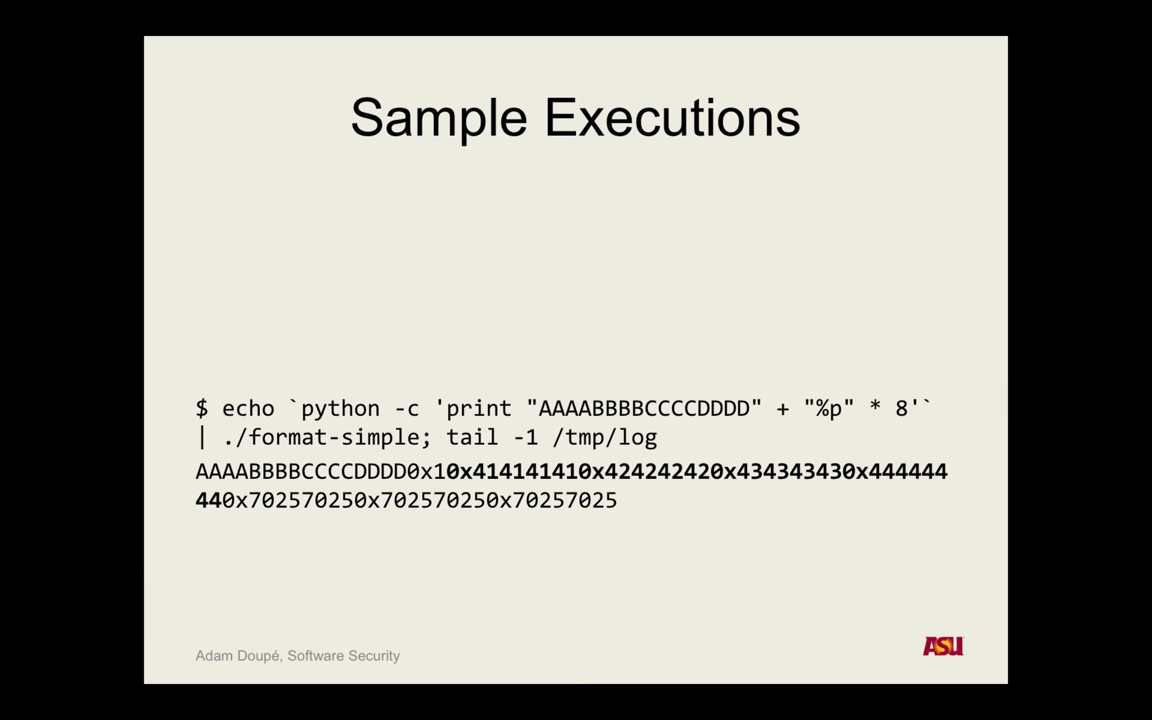 Sample Executions
$ echo `python -c 'print "AAAABBBBCCCCDDDD" + "%p" * 8'`
| ./format-simple; tail -1 /tmp/log
AAAABBBBCCCCDDDD0x10x414141410x424242420x434343430x444444
440x702570250x702570250x70257025
Adam Doupé, Software Security
ASU